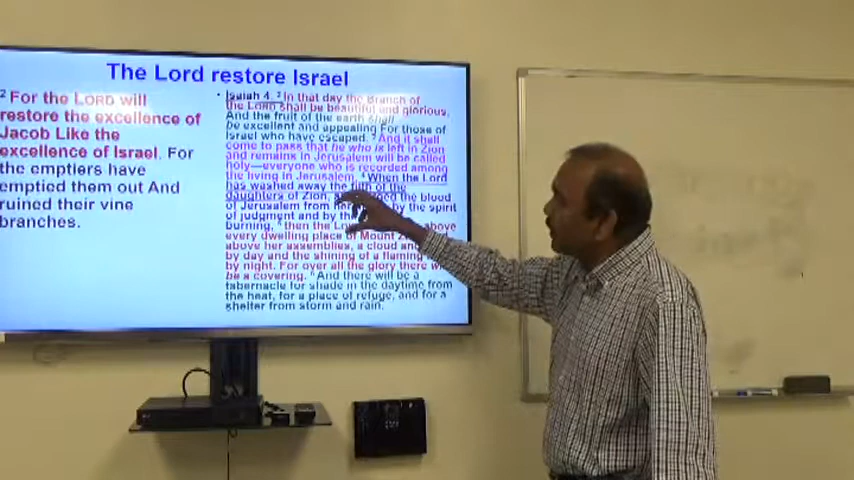 The Lord restore Israel
2 For the LORD will
restore the excellence of
Jacob Like the
excellence of Israel. For
the emptiers have
emptied them out And
ruined their vine
branches.
• Isaiah 4. 2 In that day the Branch of
the LORD shall be beautiful and glorious.
And the fruit of the earth shall
be excellent and appealing For those of
Israel who have escaped. 3 And it shall
come to pass that he who is left in Zion
and remains in Jerusalem will be called
holy—everyone who is recorded among
the living in Jerusalem. 4 When the Lord
has washed away the filth of the
daughters of Zion, the blood
of Jerusalem from by the spirit
of judgment and by the
burning, 5 then the
every dwelling place of Mount
above her assemblies, a cloud and
by day and the shining of a flaming
by night. For over all the glory there will
be a covering. 6 And there will be a
tabernacle for shade in the daytime from
the heat, for a place of refuge, and for a
shelter from storm and rain.